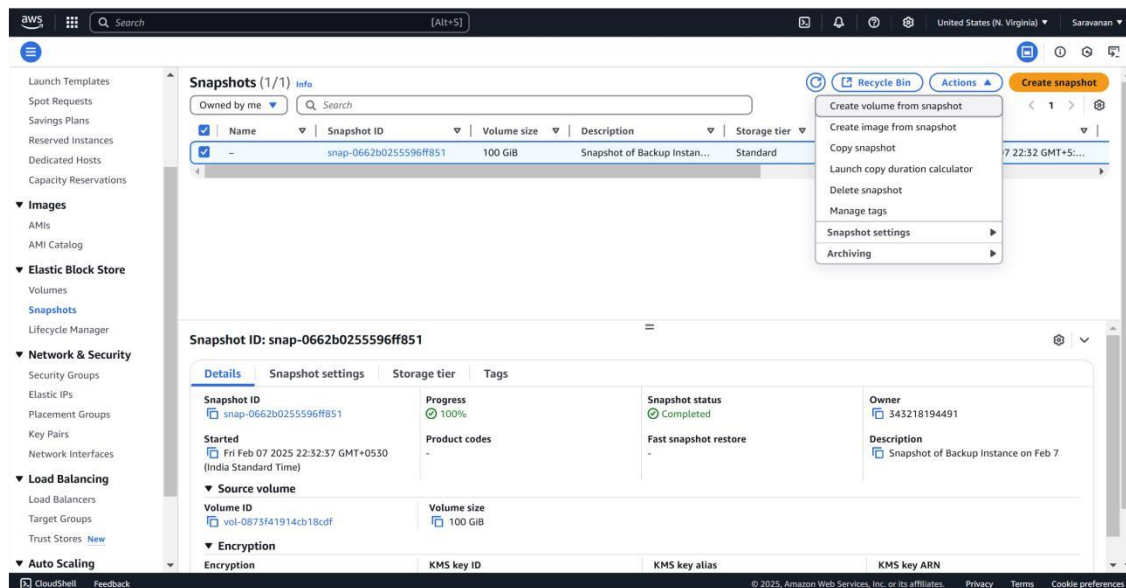 aws Search [Alt+S] United States (N. Virginia) ▼ Saravanan ▼
Launch Templates
Spot Requests
Savings Plans
Reserved Instances
Dedicated Hosts
Capacity Reservations
▼ Images
AMIs
AMI Catalog
▼ Elastic Block Store
Volumes
Snapshots
Lifecycle Manager
▼ Network & Security
Security Groups
Elastic IPs
Placement Groups
Key Pairs
Network Interfaces
▼ Load Balancing
Load Balancers
Target Groups
Trust Stores New
▼ Auto Scaling
Snapshots (1/1) Info
Recycle Bin Actions ▲ Create snapshot
Owned by me ▼ Search
< 1 >
Name Snapshot ID Volume size Description Storage tier
– snap-0662b0255596ff851 100 GiB Snapshot of Backup Instan... Standard 7 22:32 GMT+5:...
Create volume from snapshot
Create image from snapshot
Copy snapshot
Launch copy duration calculator
Delete snapshot
Manage tags
Snapshot settings
Archiving
Snapshot ID: snap-0662b0255596ff851
Details Snapshot settings Storage tier Tags
Snapshot ID
snap-0662b0255596ff851
Progress
100%
Snapshot status
Completed
Owner
343218194491
Started
Fri Feb 07 2025 22:32:37 GMT+0530
(India Standard Time)
Product codes
-
Fast snapshot restore
-
Description
Snapshot of Backup Instance on Feb 7
▼ Source volume
Volume ID
vol-0873f41914cb18cdf
Volume size
100 GiB
▼ Encryption
Encryption KMS key ID KMS key alias KMS key ARN
CloudShell Feedback © 2025, Amazon Web Services, Inc. or its affiliates. Privacy Terms Cookie preferences